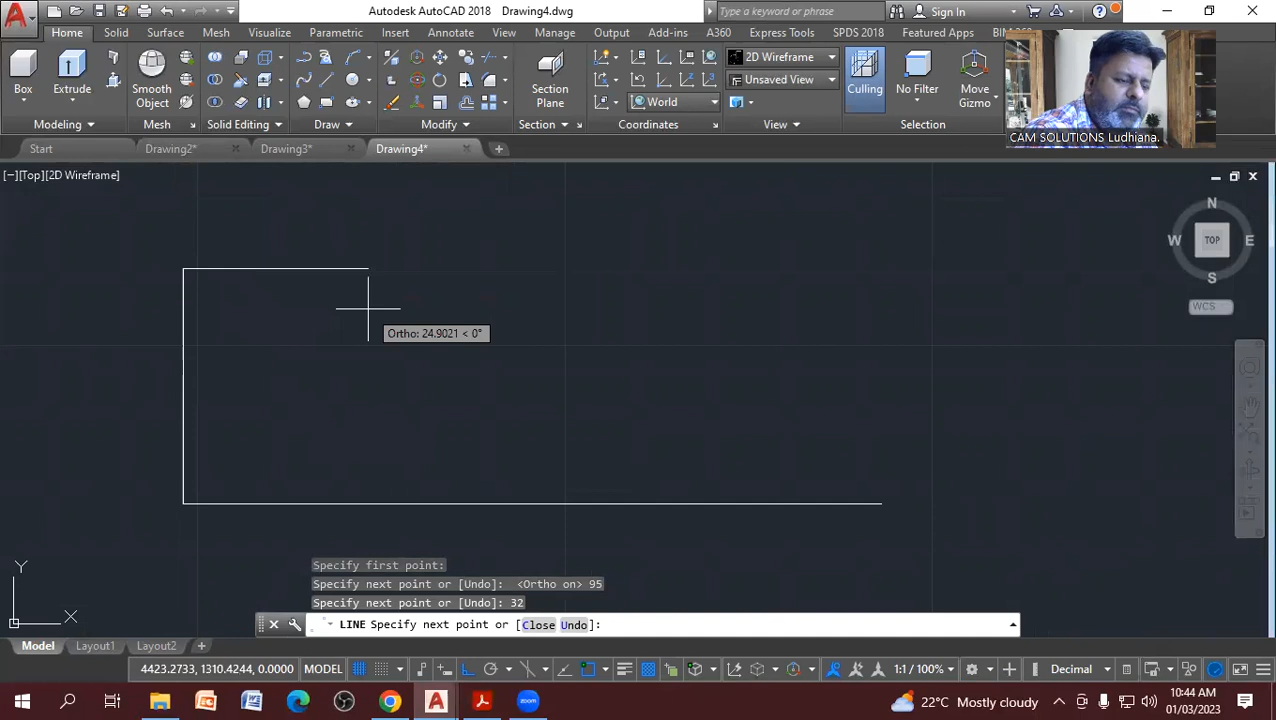 Autodesk AutoCAD 2018 Drawing4.dwg
Type a keyword or phrase
Sign In
Home Solid Surface Mesh Visualize Parametric Insert Annotate View Manage Output Add-ins A360 Express Tools SPDS 2018 Featured Apps BIM 360
Box
Extrude
Smooth
Object
Section
Plane
2D Wireframe
Unsaved View
World
Culling
No Filter
Move
Gizmo
CAM SOLUTIONS Ludhiana.
Modeling Mesh Solid Editing Draw Modify Section Coordinates View Selection
Start Drawing2* Drawing3* Drawing4*
[−][Top][2D Wireframe]
N
W TOP E
S
WCS
Ortho: 24.9021 < 0°
Y
X
Specify first point:
Specify next point or [Undo]: <Ortho on> 95
Specify next point or [Undo]: 32
LINE Specify next point or [Close Undo]:
Model Layout1 Layout2
4423.2733, 1310.4244, 0.0000 MODEL 1:1 / 100% Decimal
22°C Mostly cloudy
10:44 AM
01/03/2023